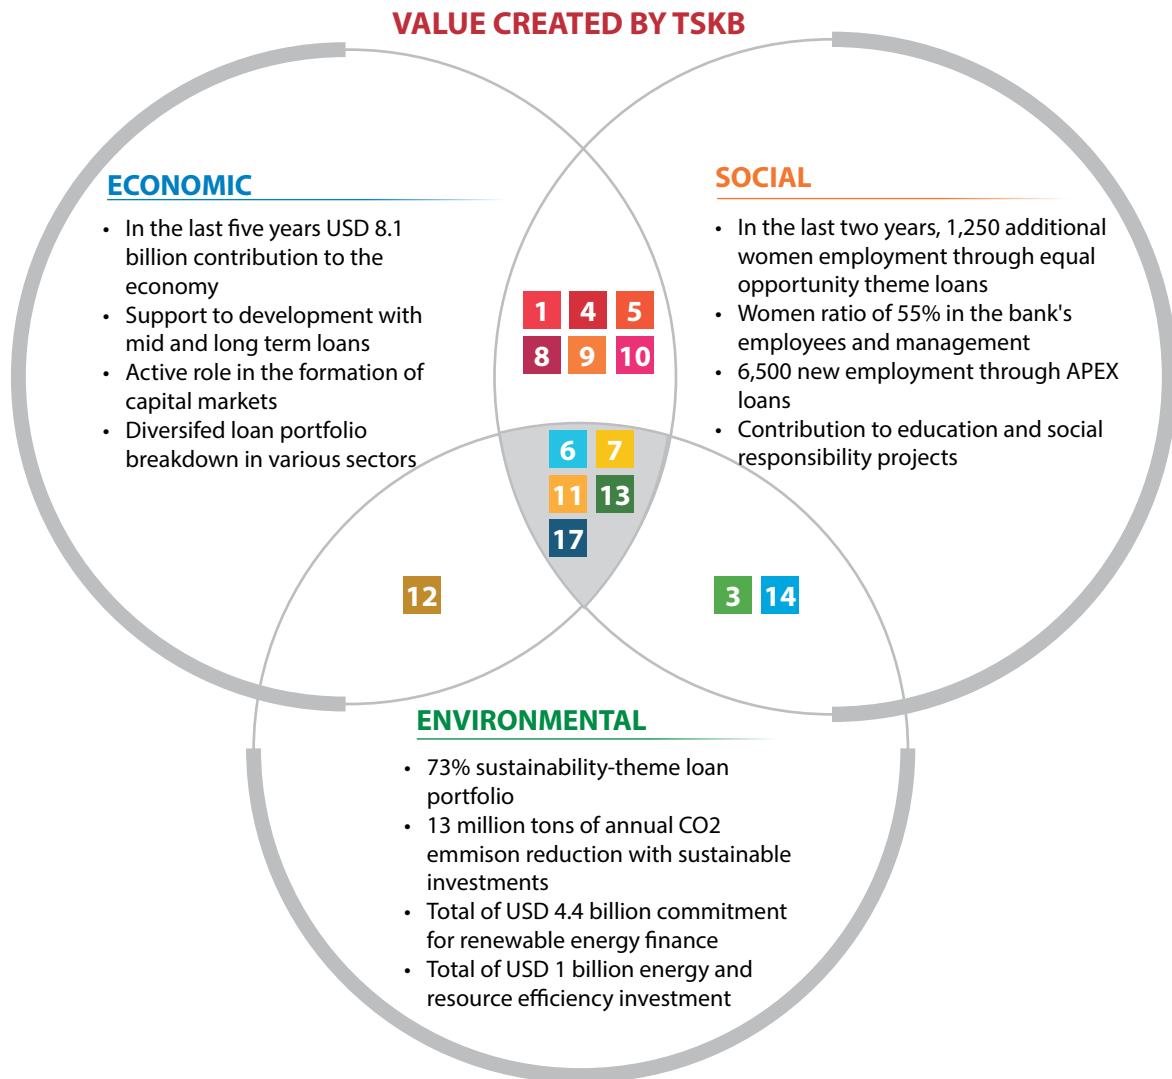 VALUE CREATED BY TSKB
ECONOMIC
• In the last five years USD 8.1
billion contribution to the
economy
• Support to development with
mid and long term loans
• Active role in the formation of
capital markets
• Diversifed loan portfolio
breakdown in various sectors
SOCIAL
• In the last two years, 1,250 additional
women employment through equal
opportunity theme loans
• Women ratio of 55% in the bank's
employees and management
• 6,500 new employment through APEX
loans
• Contribution to education and social
responsibility projects
1 4 5
8 9 10
6 7
11 13
17
12
3 14
ENVIRONMENTAL
• 73% sustainability-theme loan
portfolio
• 13 million tons of annual CO2
emmison reduction with sustainable
investments
• Total of USD 4.4 billion commitment
for renewable energy finance
• Total of USD 1 billion energy and
resource efficiency investment